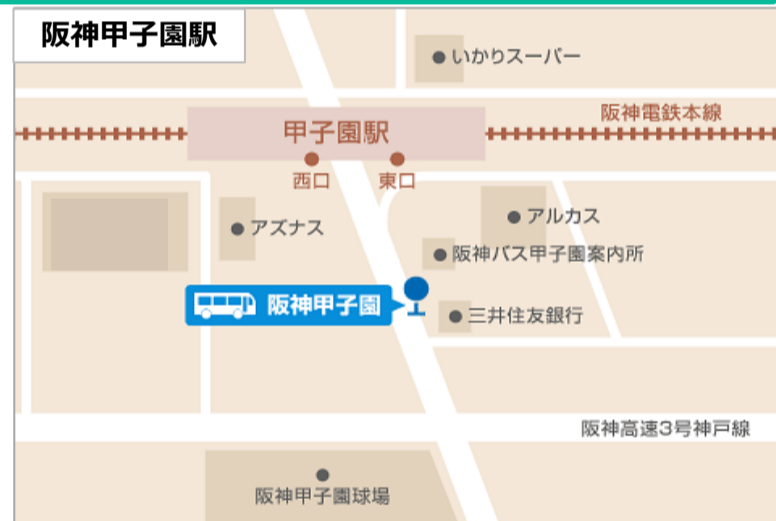 阪神甲子園駅
いかりスーパー
阪神電鉄本線
甲子園駅
西口
東口
アズナス
アルカス
阪神バス甲子園案内所
阪神甲子園
三井住友銀行
阪神高速3号神戸線
阪神甲子園球場